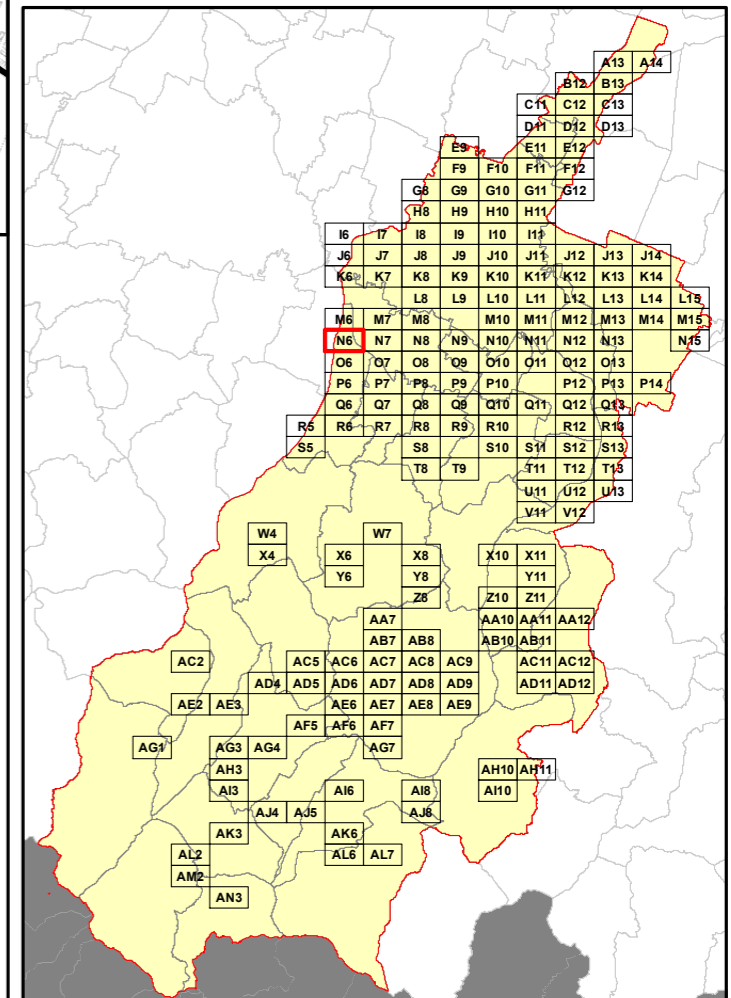 A13 A14
B12 B13
C11 C12 C13
D11 D12 D13
E9 E11 E12
F9 F10 F11 F12
G8 G9 G10 G11 G12
H8 H9 H10 H11
I6 I7 I8 I9 I10 I11
J6 J7 J8 J9 J10 J11 J12 J13 J14
K6 K7 K8 K9 K10 K11 K12 K13 K14
L8 L9 L10 L11 L12 L13 L14 L15
M6 M7 M8 M10 M11 M12 M13 M14 M15
N6 N7 N8 N9 N10 N11 N12 N13 N15
O6 O7 O8 O9 O10 O11 O12 O13
P6 P7 P8 P9 P10 P12 P13 P14
Q6 Q7 Q8 Q9 Q10 Q11 Q12 Q13
R5 R6 R7 R8 R9 R10 R12 R13
S5 S8 S10 S11 S12 S13
T8 T9 T11 T12 T13
U11 U12 U13
V11 V12
W4 W7
X4 X6 X8 X10 X11
Y6 Y8 Y11
Z8 Z10 Z11
AA7 AA10 AA11 AA12
AB7 AB8 AB10 AB11
AC2 AC5 AC6 AC7 AC8 AC9 AC11 AC12
AD4 AD5 AD6 AD7 AD8 AD9 AD11 AD12
AE2 AE3 AE6 AE7 AE8 AE9
AF5 AF6 AF7
AG1 AG3 AG4 AG7
AH3 AH10 AH11
AI3 AI6 AI8 AI10
AJ4 AJ5 AJ8
AK3 AK6
AL2 AL6 AL7
AM2
AN3